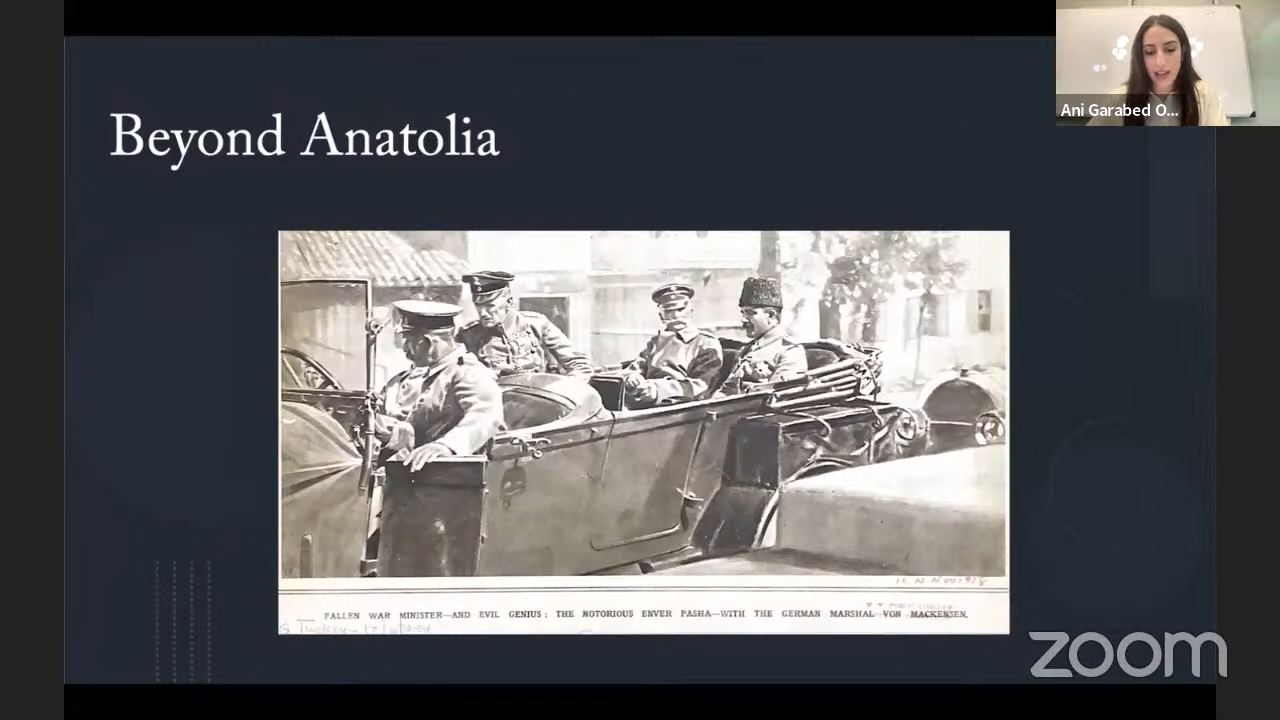 Ani Garabed O...
Beyond Anatolia
FALLEN WAR MINISTER—AND EVIL GENIUS: THE NOTORIOUS ENVER PASHA—WITH THE GERMAN MARSHAL VON MACKENSEN.
zoom